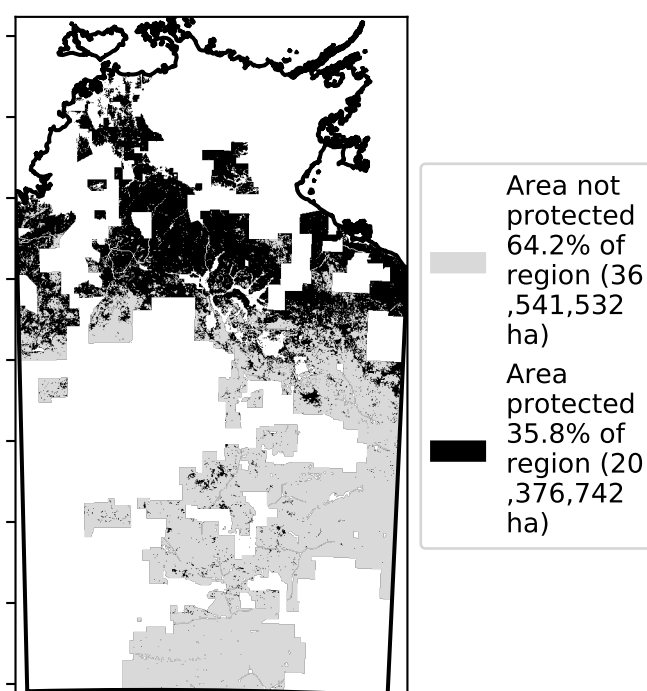 Area not
protected
64.2% of
region (36
,541,532
ha)
Area
protected
35.8% of
region (20
,376,742
ha)